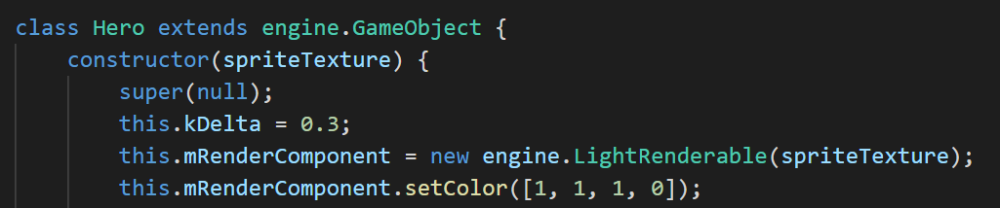 class Hero extends engine.GameObject {
    constructor(spriteTexture) {
        super(null);
        this.kDelta = 0.3;
        this.mRenderComponent = new engine.LightRenderable(spriteTexture);
        this.mRenderComponent.setColor([1, 1, 1, 0]);